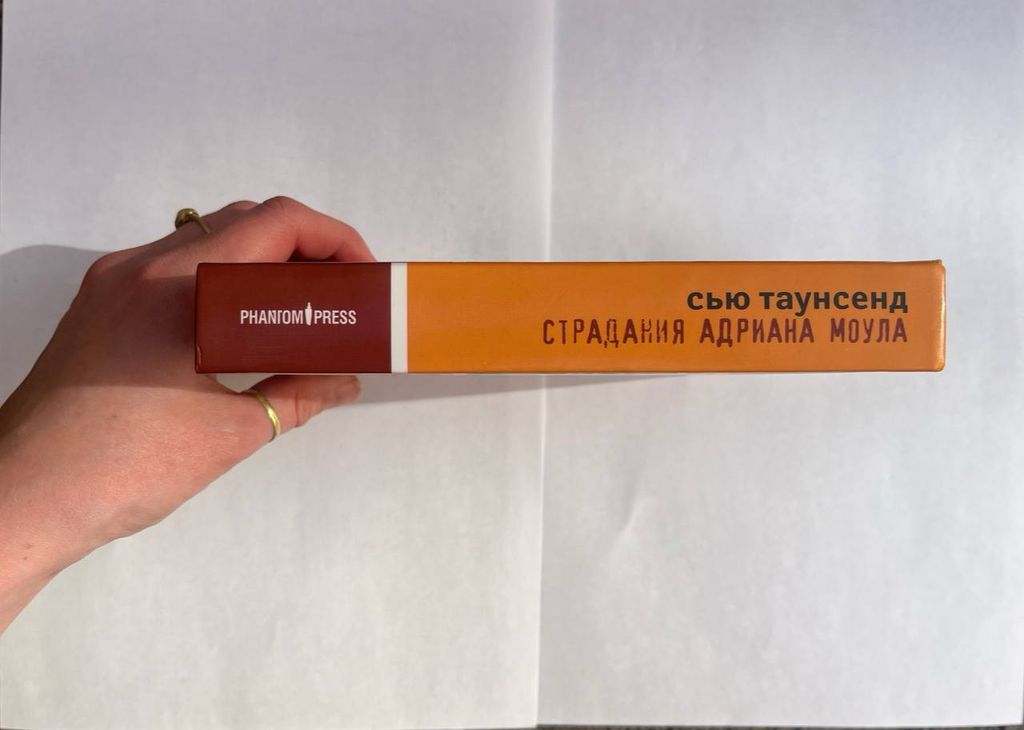 PHANTOM PRESS
сью таунсенд
СТРАДАНИЯ АДРИАНА МОУЛА